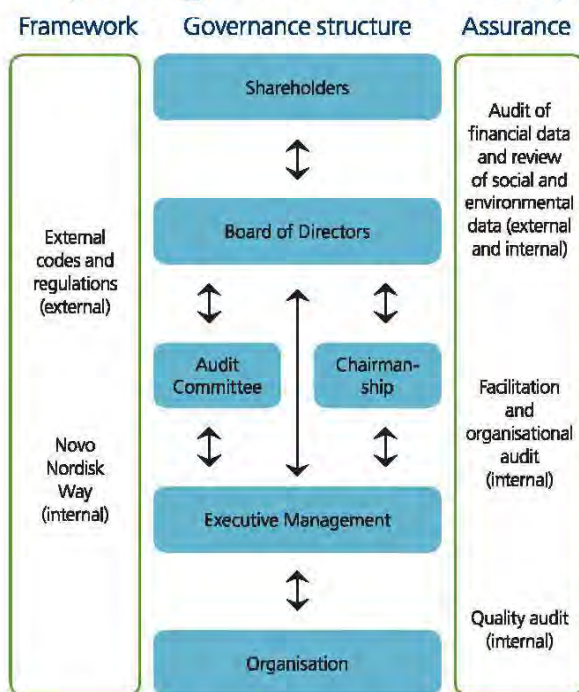 Framework
Governance structure
Assurance
External
codes and
regulations
(external)
Novo
Nordisk
Way
(internal)
Shareholders
Board of Directors
Audit
Committee
Chairman-
ship
Executive Management
Organisation
Audit of
financial data
and review
of social and
environmental
data (external
and internal)
Facilitation
and
organisational
audit
(internal)
Quality audit
(internal)